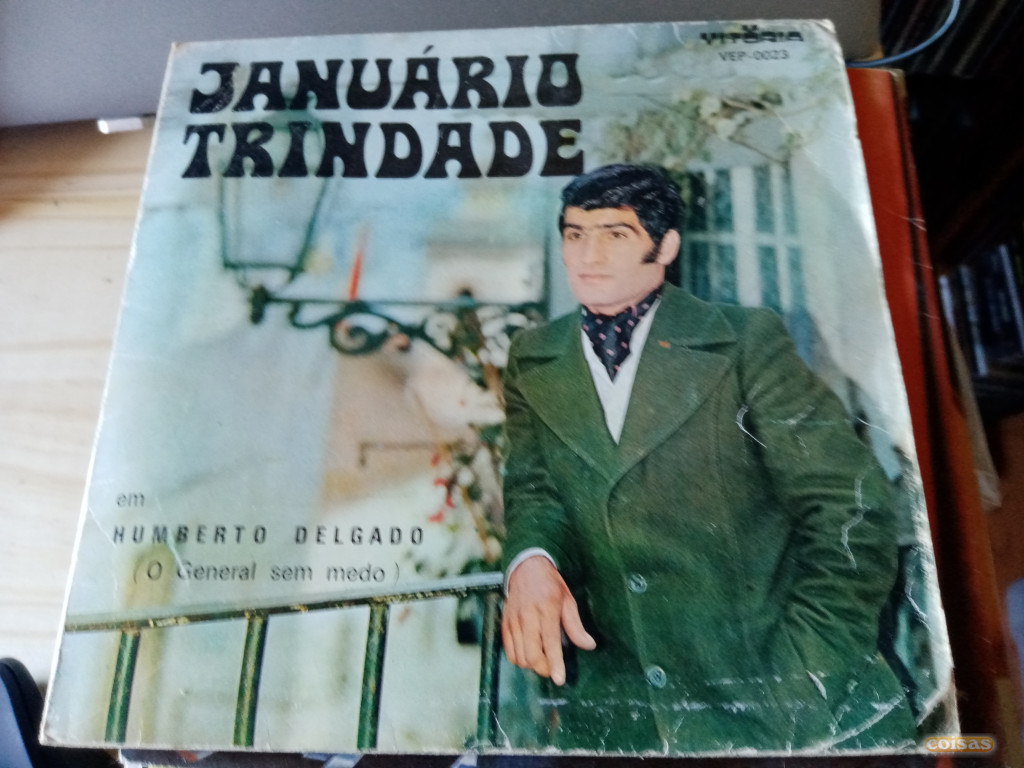 VITÓRIA
VEP-0023
JANUÁRIO
TRINDADE
em
HUMBERTO DELGADO
(O General sem medo)
coisas